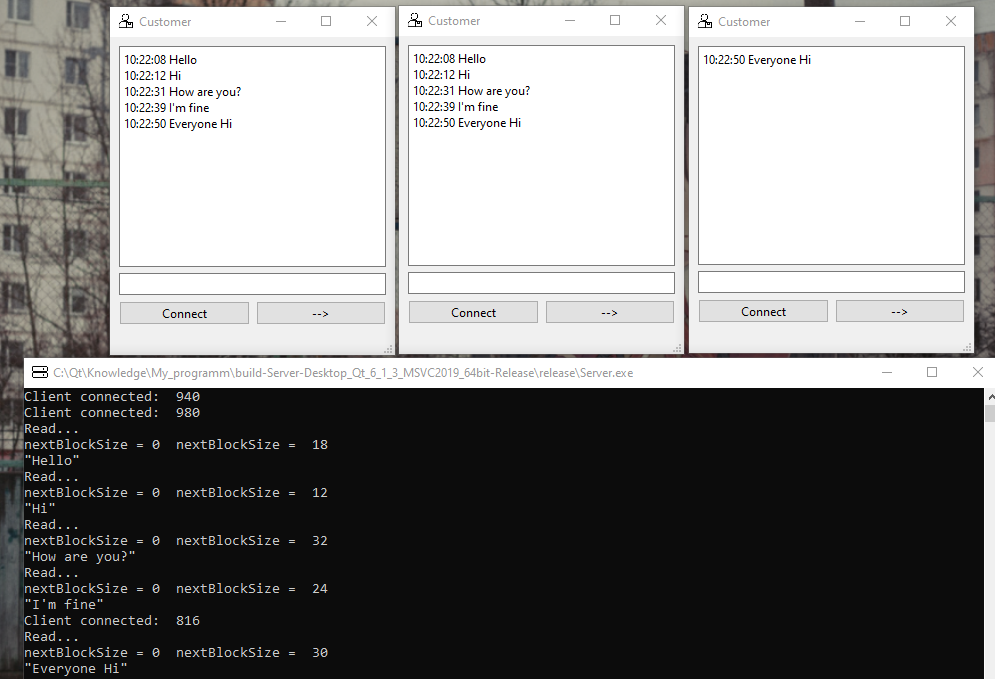 Customer
10:22:08 Hello
10:22:12 Hi
10:22:31 How are you?
10:22:39 I'm fine
10:22:50 Everyone Hi
Connect
-->
Customer
10:22:08 Hello
10:22:12 Hi
10:22:31 How are you?
10:22:39 I'm fine
10:22:50 Everyone Hi
Connect
-->
Customer
10:22:50 Everyone Hi
Connect
-->
C:\Qt\Knowledge\My_programm\build-Server-Desktop_Qt_6_1_3_MSVC2019_64bit-Release\release\Server.exe
Client connected:  940
Client connected:  980
Read...
nextBlockSize = 0  nextBlockSize =  18
"Hello"
Read...
nextBlockSize = 0  nextBlockSize =  12
"Hi"
Read...
nextBlockSize = 0  nextBlockSize =  32
"How are you?"
Read...
nextBlockSize = 0  nextBlockSize =  24
"I'm fine"
Client connected:  816
Read...
nextBlockSize = 0  nextBlockSize =  30
"Everyone Hi"